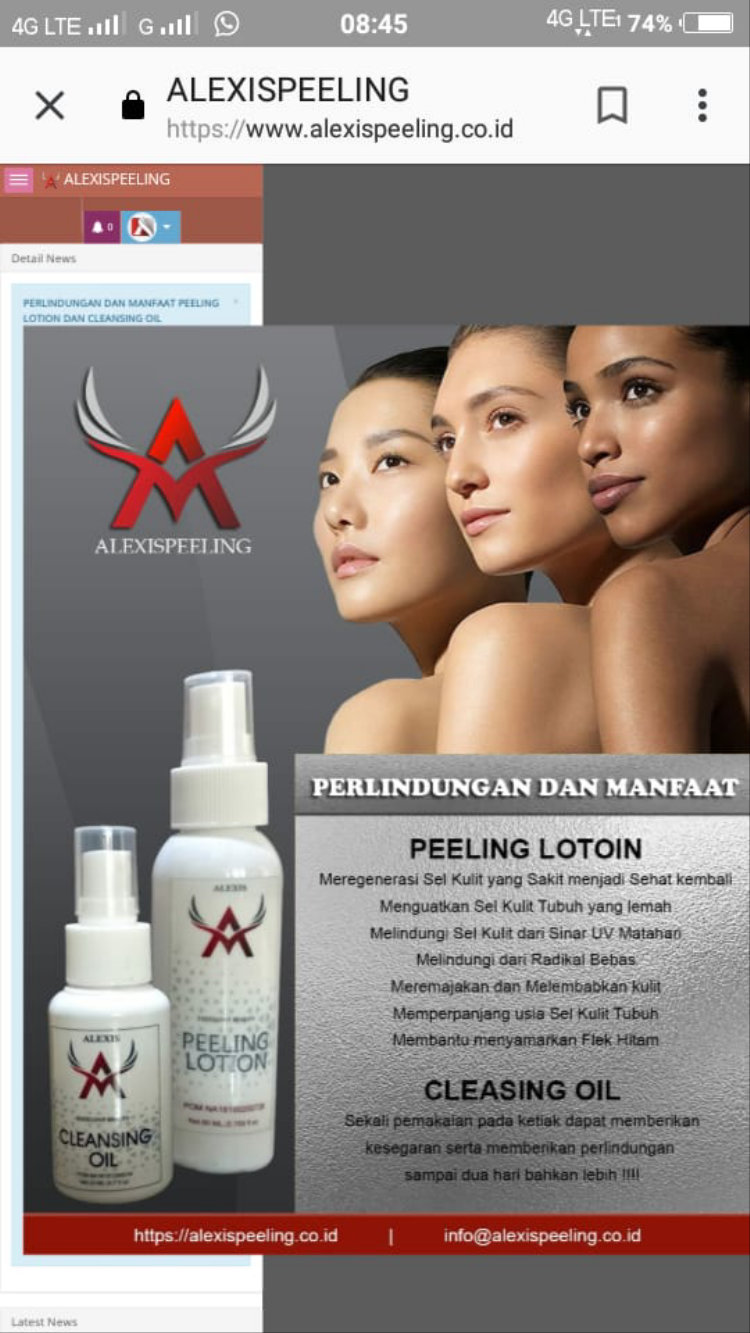 4G LTE G 08:45 4G LTE 74%
ALEXISPEELING
https://www.alexispeeling.co.id
ALEXISPEELING
0
Detail News
PERLINDUNGAN DAN MANFAAT PEELING
LOTION DAN CLEANSING OIL
ALEXISPEELING
PERLINDUNGAN DAN MANFAAT
PEELING LOTOIN
Meregenerasi Sel Kulit yang Sakit menjadi Sehat kembali
Menguatkan Sel Kulit Tubuh yang lemah
Melindungi Sel Kulit dari Sinar UV Matahari
Melindungi dari Radikal Bebas
Meremajakan dan Melembabkan kulit
Memperpanjang usia Sel Kulit Tubuh
Membantu menyamarkan Flek Hitam
CLEASING OIL
Sekali pemakaian pada ketiak dapat memberikan
kesegaran serta memberikan perlindungan
sampai dua hari bahkan lebih !!!!
ALEXIS
PEELING
LOTION
ALEXIS
CLEANSING
OIL
https://alexispeeling.co.id | info@alexispeeling.co.id
Latest News